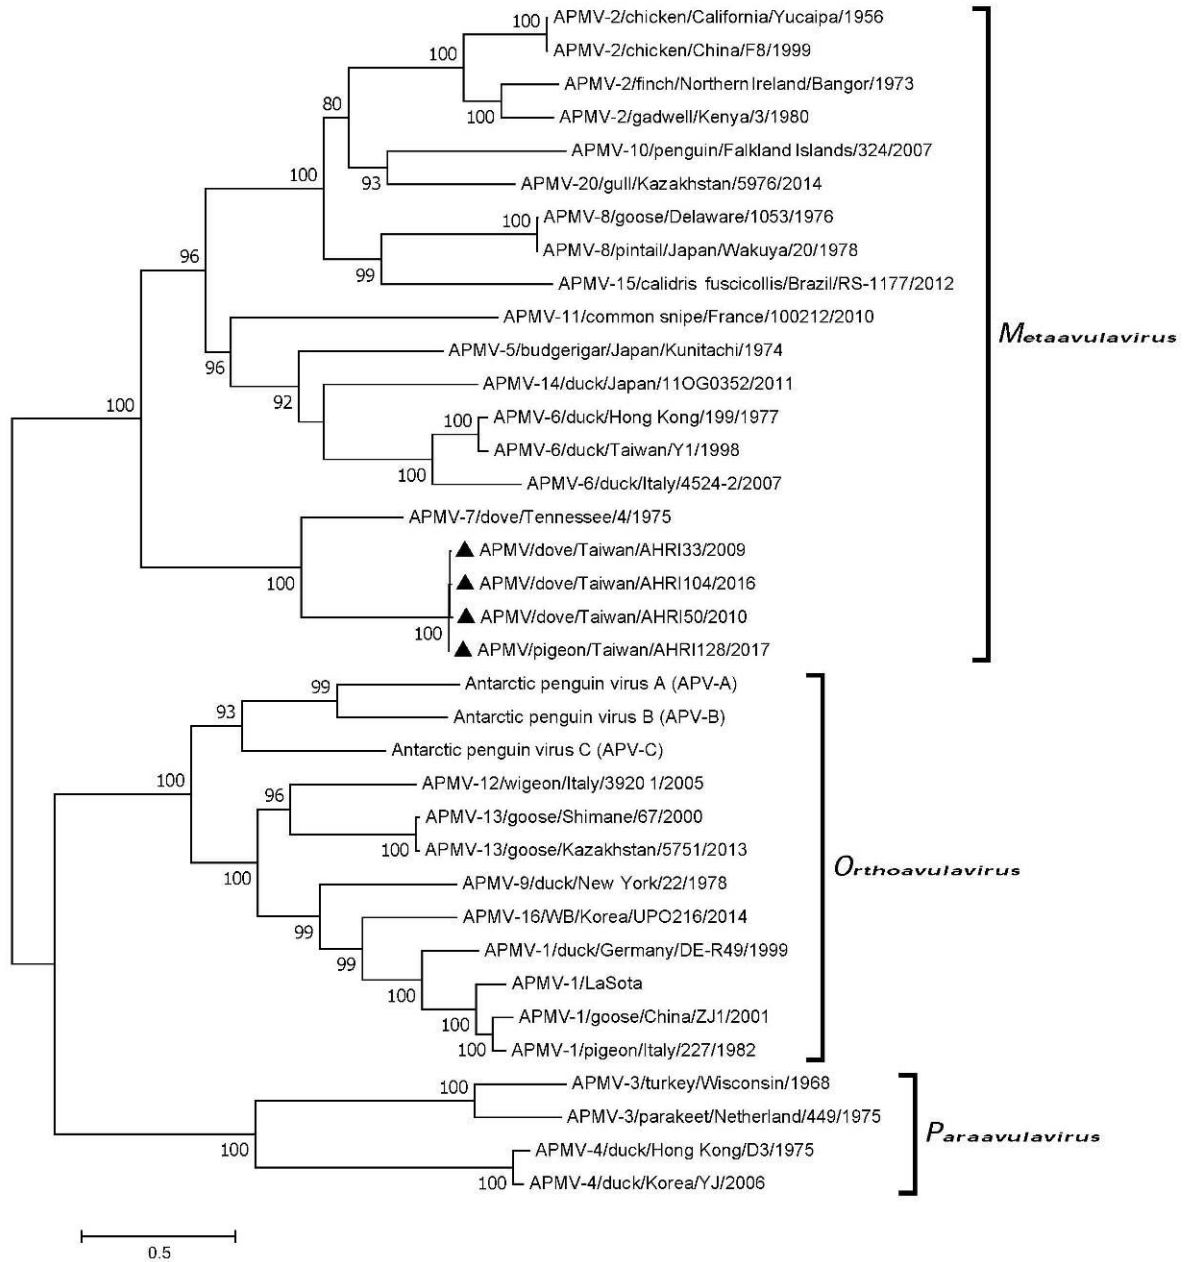 100
APMV-2/chicken/California/Yucaipa/1956
100
APMV-2/chicken/China/F8/1999
APMV-2/finch/Northern Ireland/Bangor/1973
80
100
APMV-2/gadwell/Kenya/3/1980
APMV-10/penguin/Falkland Islands/324/2007
100
93
APMV-20/gull/Kazakhstan/5976/2014
100
APMV-8/goose/Delaware/1053/1976
APMV-8/pintail/Japan/Wakuya/20/1978
96
99
APMV-15/calidris fuscicollis/Brazil/RS-1177/2012
APMV-11/common snipe/France/100212/2010
Metaavulavirus
APMV-5/budgerigar/Japan/Kunitachi/1974
96
APMV-14/duck/Japan/11OG0352/2011
92
100
100
APMV-6/duck/Hong Kong/199/1977
APMV-6/duck/Taiwan/Y1/1998
100
APMV-6/duck/Italy/4524-2/2007
APMV-7/dove/Tennessee/4/1975
APMV/dove/Taiwan/AHRI33/2009
100
APMV/dove/Taiwan/AHRI104/2016
APMV/dove/Taiwan/AHRI50/2010
100
APMV/pigeon/Taiwan/AHRI128/2017
99
Antarctic penguin virus A (APV-A)
93
Antarctic penguin virus B (APV-B)
Antarctic penguin virus C (APV-C)
100
APMV-12/wigeon/Italy/3920 1/2005
96
APMV-13/goose/Shimane/67/2000
100
APMV-13/goose/Kazakhstan/5751/2013
Orthoavulavirus
100
APMV-9/duck/New York/22/1978
APMV-16/WB/Korea/UPO216/2014
99
APMV-1/duck/Germany/DE-R49/1999
99
APMV-1/LaSota
100
APMV-1/goose/China/ZJ1/2001
100
100
APMV-1/pigeon/Italy/227/1982
100
APMV-3/turkey/Wisconsin/1968
APMV-3/parakeet/Netherland/449/1975
Paraavulavirus
100
APMV-4/duck/Hong Kong/D3/1975
100
APMV-4/duck/Korea/YJ/2006
0.5